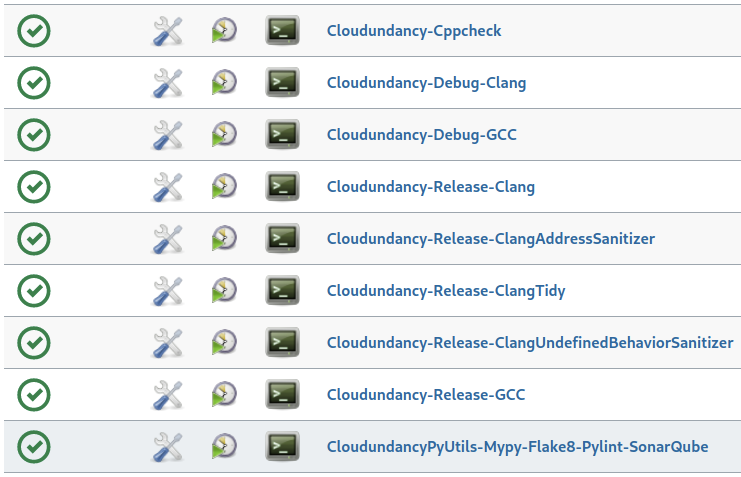 Cloudundancy-Cppcheck
Cloudundancy-Debug-Clang
Cloudundancy-Debug-GCC
Cloudundancy-Release-Clang
Cloudundancy-Release-ClangAddressSanitizer
Cloudundancy-Release-ClangTidy
Cloudundancy-Release-ClangUndefinedBehaviorSanitizer
Cloudundancy-Release-GCC
CloudundancyPyUtils-Mypy-Flake8-Pylint-SonarQube